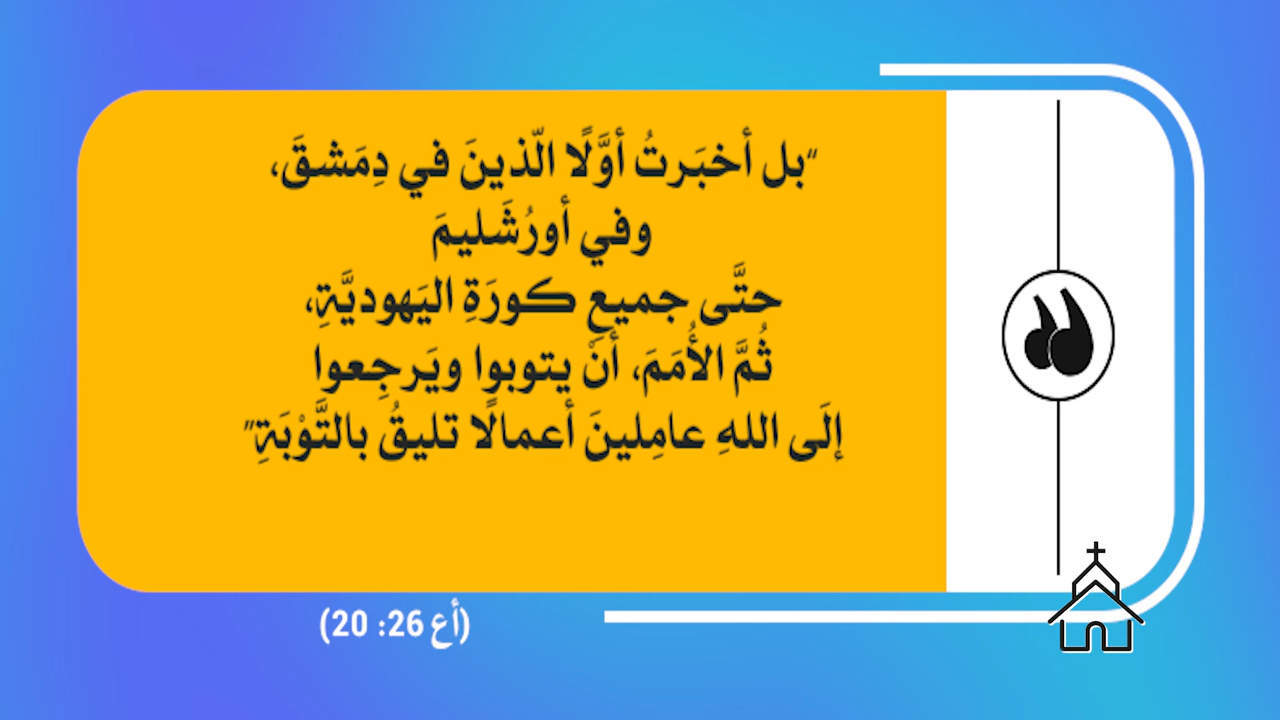 “بل أخبَرتُ أوَّلًا الّذينَ في دِمَشقَ،
وفي أورُشَليمَ
حتَّى جميعِ كورَةِ اليَهوديَّةِ،
ثُمَّ الأُمَمَ، أنْ يتوبوا ويَرجِعوا
إلَى اللهِ عامِلينَ أعمالًا تليقُ بالتَّوْبَةِ”
(أع 26: 20)